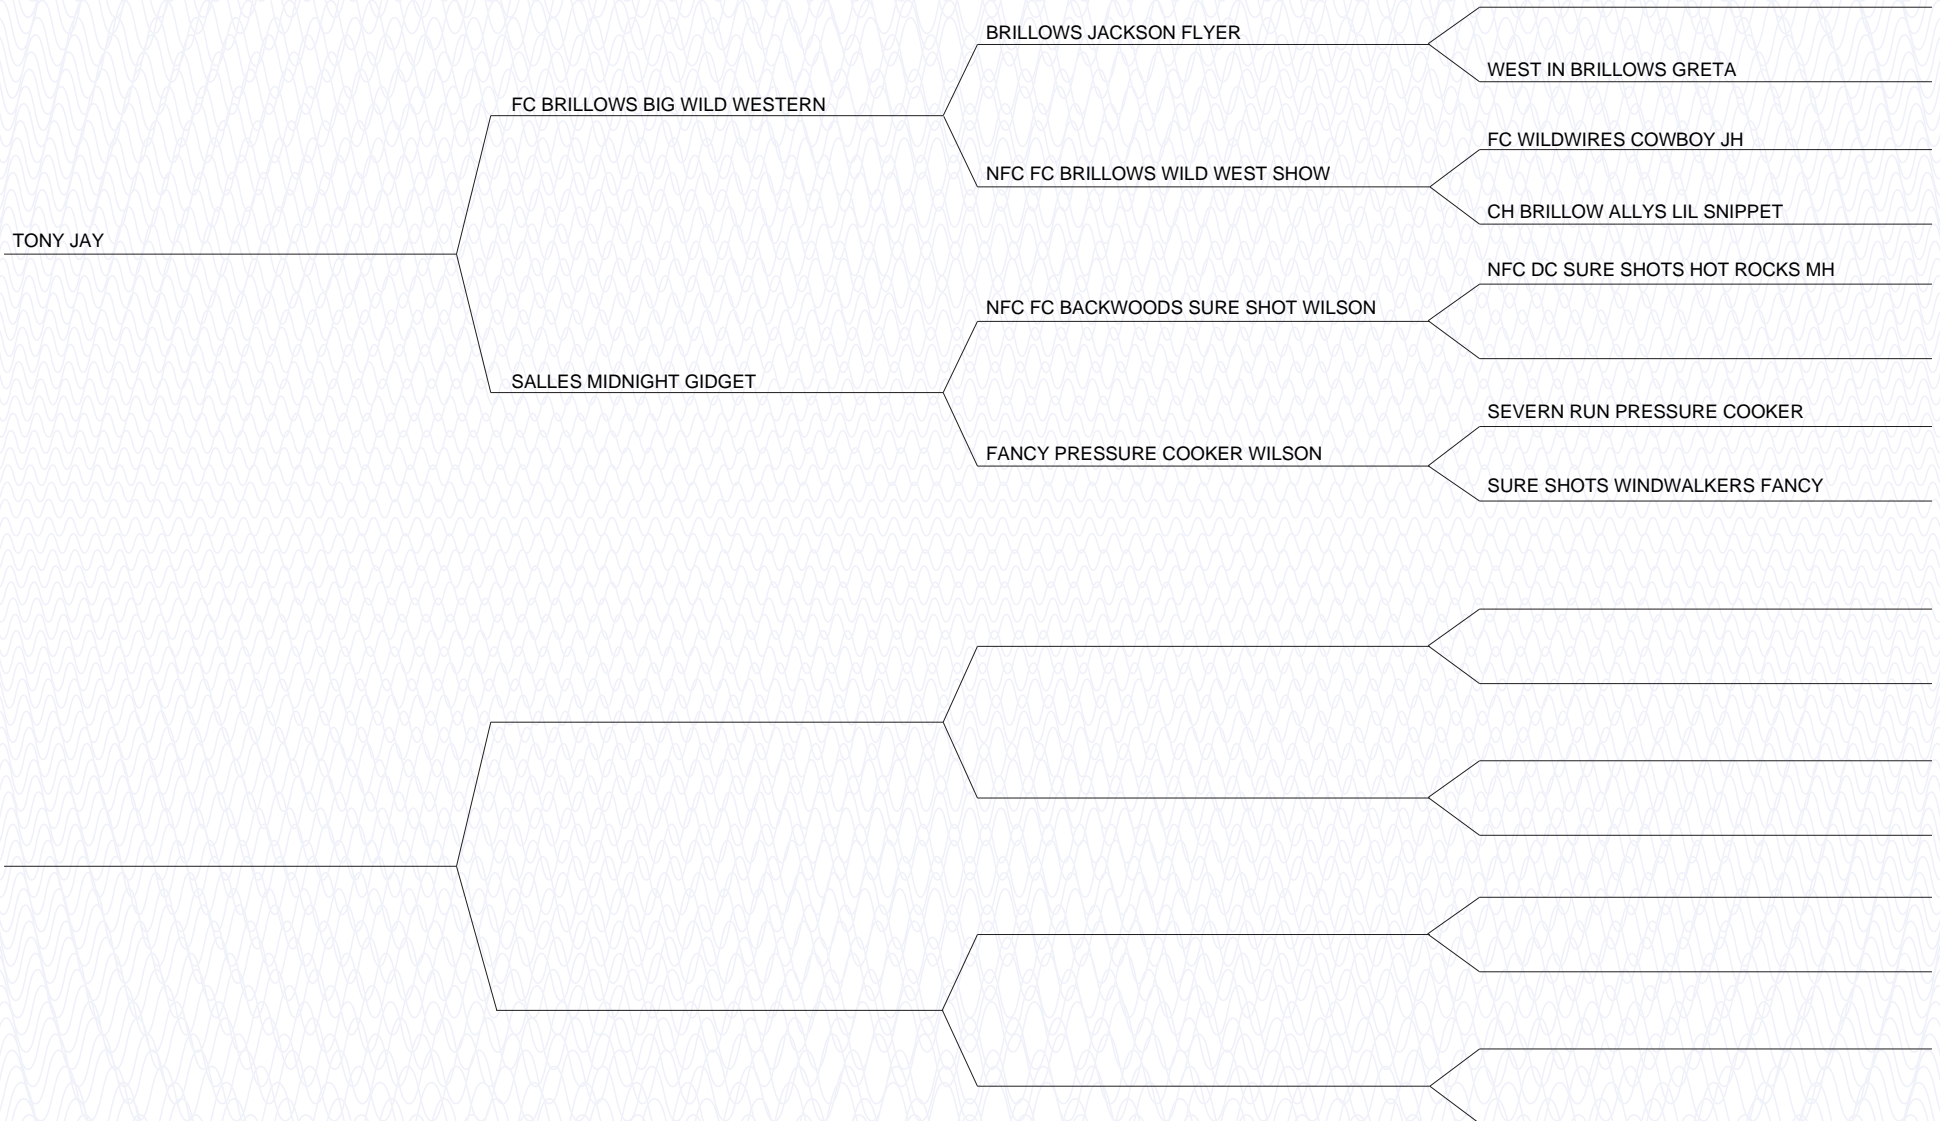 BRILLOWS JACKSON FLYER
WEST IN BRILLOWS GRETA
FC BRILLOWS BIG WILD WESTERN
FC WILDWIRES COWBOY JH
NFC FC BRILLOWS WILD WEST SHOW
CH BRILLOW ALLYS LIL SNIPPET
TONY JAY
NFC DC SURE SHOTS HOT ROCKS MH
NFC FC BACKWOODS SURE SHOT WILSON
SALLES MIDNIGHT GIDGET
SEVERN RUN PRESSURE COOKER
FANCY PRESSURE COOKER WILSON
SURE SHOTS WINDWALKERS FANCY